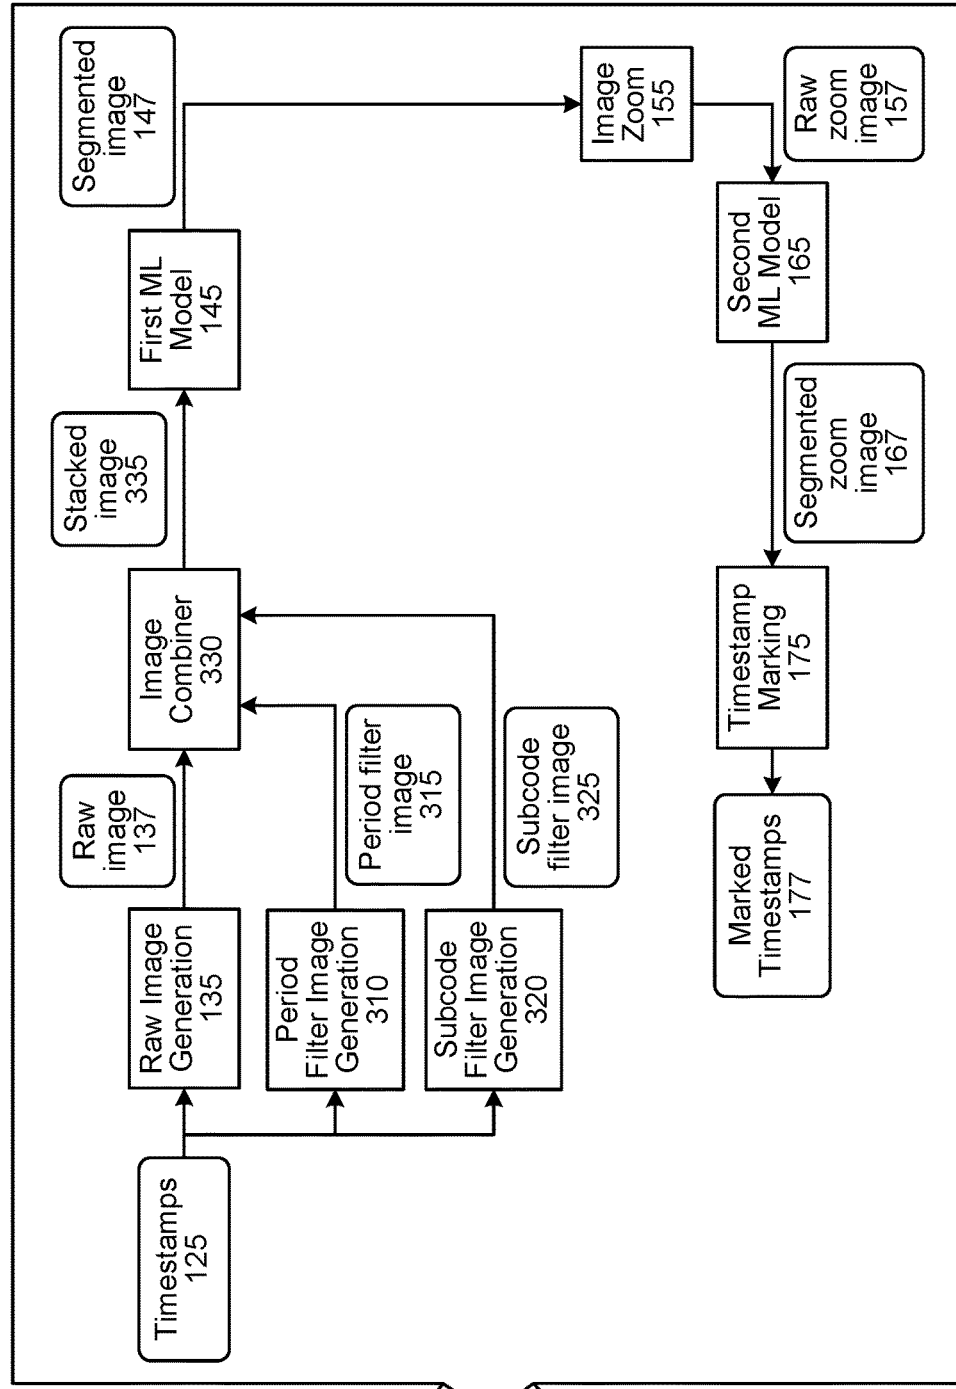 Timestamps
125
Raw Image
Generation
135
Raw
image
137
Period
Filter Image
Generation
310
Period filter
image
315
Subcode
Filter Image
Generation
320
Subcode
filter image
325
Image
Combiner
330
Stacked
image
335
First ML
Model
145
Segmented
image
147
Image
Zoom
155
Raw
zoom
image
157
Second
ML Model
165
Segmented
zoom
image
167
Timestamp
Marking
175
Marked
Timestamps
177